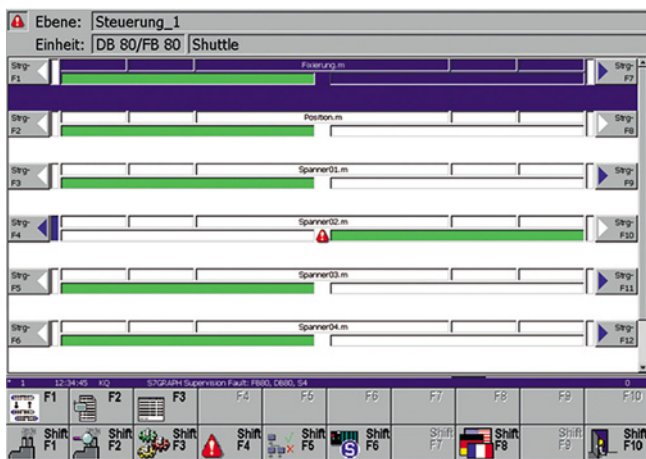 Ebene: Steuerung_1
Einheit: DB 80/FB 80 Shuttle
Strg- Fixierung.m Strg-
F1 F7
Strg- Position.m Strg-
F2 F8
Strg- Spanner01.m Strg-
F3 F9
Strg- Spanner02.m Strg-
F4 F10
Strg- Spanner03.m Strg-
F5 F11
Strg- Spanner04.m Strg-
F6 F12
* 1 12:34:45 KQ S7GRAPH Supervision Fault: FB80, DB80, S4 0
F1 F2 F3 F4 F5 F6 F7 F8 F9 F10
Shift Shift Shift Shift Shift Shift Shift Shift Shift Shift
F1 F2 F3 F4 F5 S F6 F7 F8 F9 F10